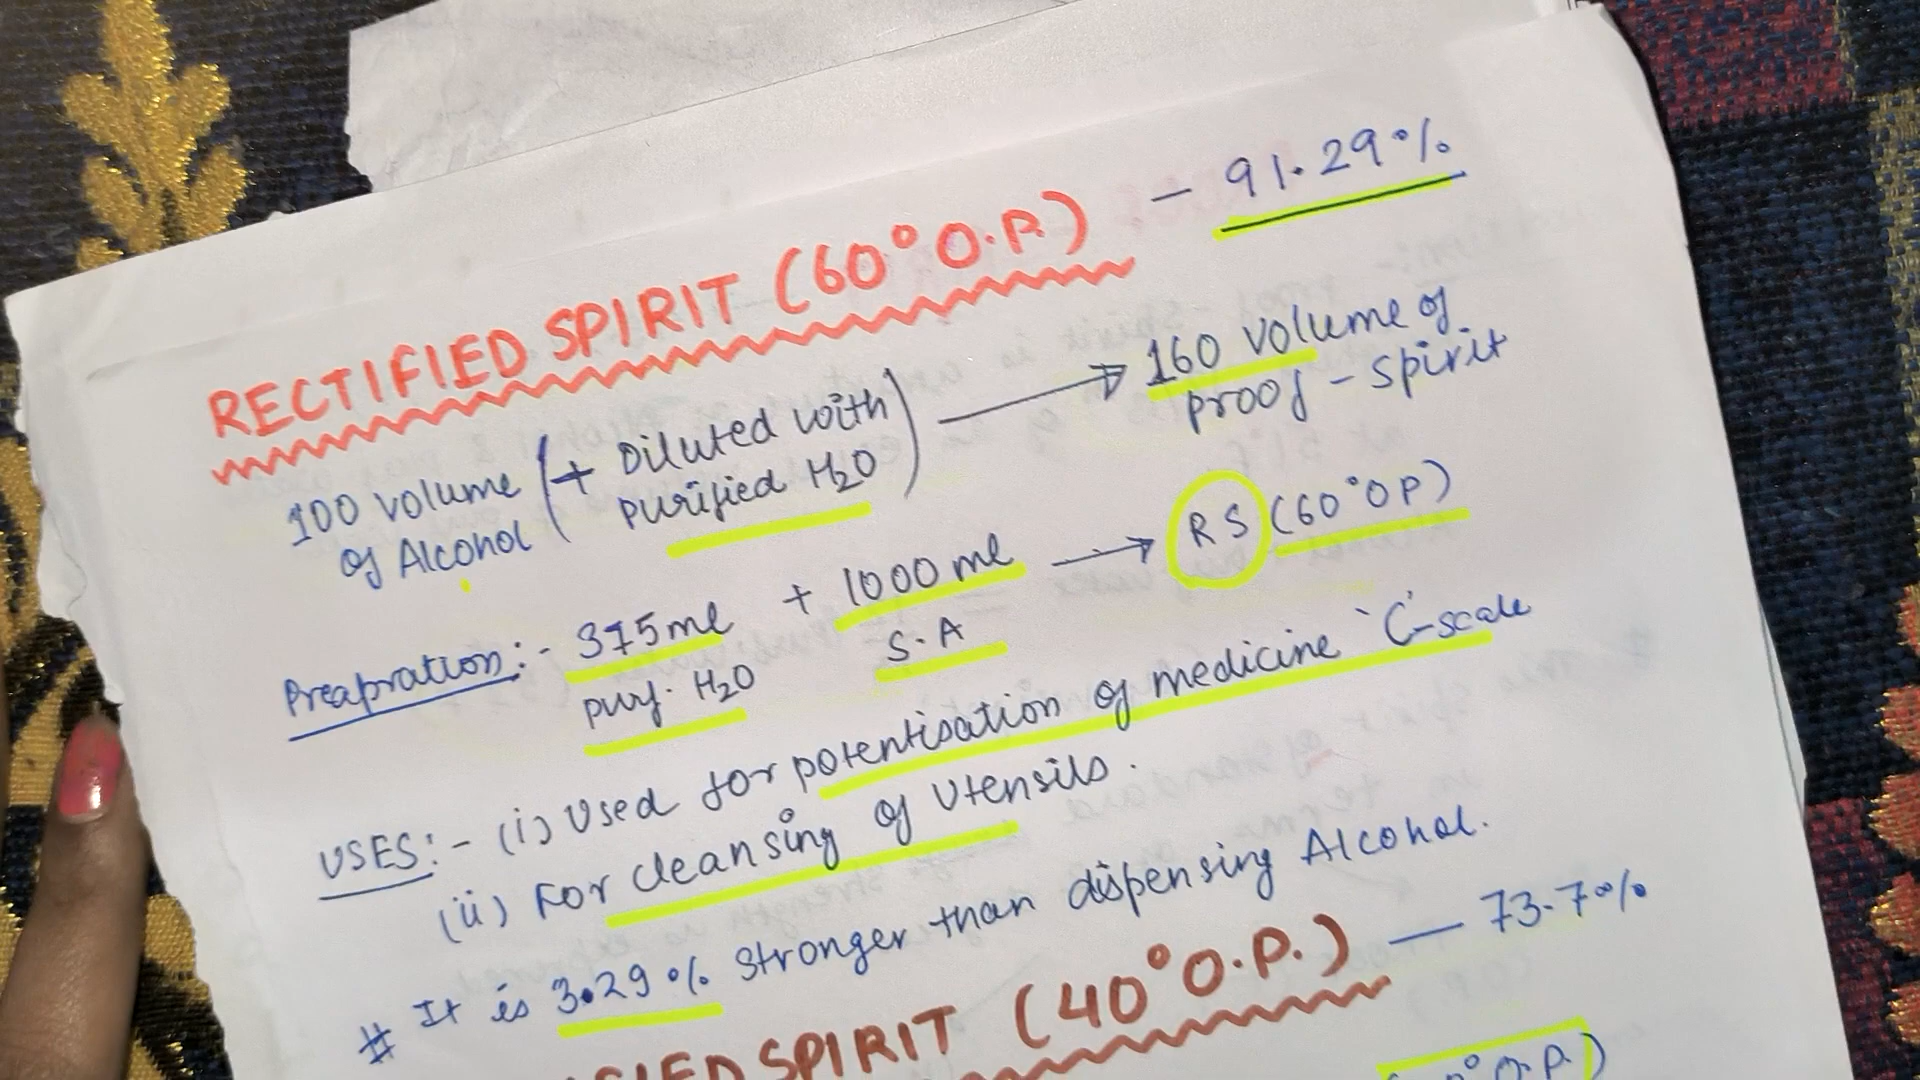 RECTIFIED SPIRIT (60° O.P.) - 91.29%
100 volume of Alcohol (+ Diluted with purified H2O) → 160 volume of proof-spirit
Preapration:- 375ml purf. H2O + 1000 ml S.A → RS (60° OP)
USES:- (i) Used for potentisation of medicine 'C'-scale
(ii) For cleansing of Utensils.
# It is 3.29% stronger than dispensing Alcohol.
SPIRIT (40° O.P.) — 73.7%
O.P.)